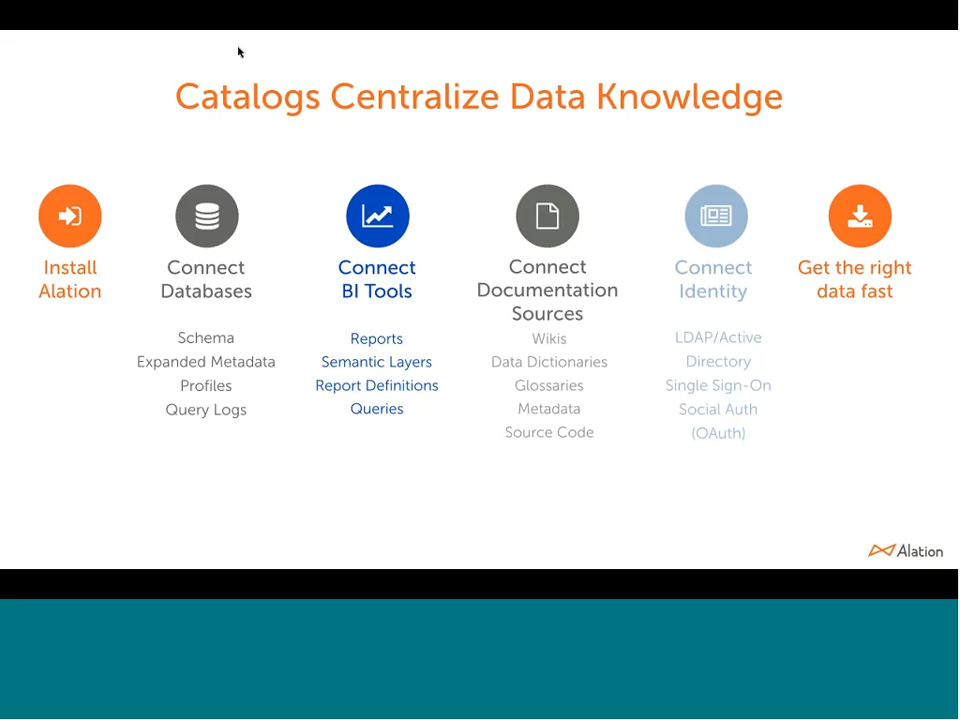 Catalogs Centralize Data Knowledge
Install
Alation
Connect
Databases
Schema
Expanded Metadata
Profiles
Query Logs
Connect
BI Tools
Reports
Semantic Layers
Report Definitions
Queries
Connect
Documentation
Sources
Wikis
Data Dictionaries
Glossaries
Metadata
Source Code
Connect
Identity
LDAP/Active
Directory
Single Sign-On
Social Auth
(OAuth)
Get the right
data fast
Alation